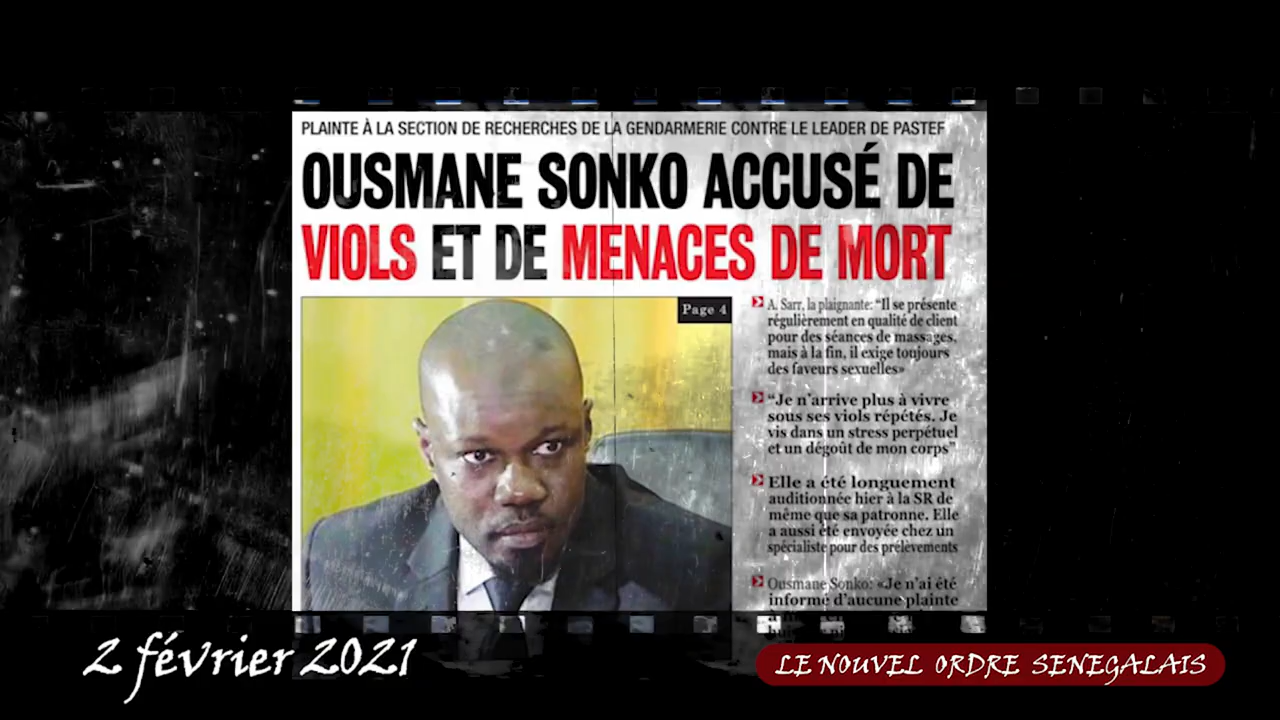 PLAINTE À LA SECTION DE RECHERCHES DE LA GENDARMERIE CONTRE LE LEADER DE PASTEF
OUSMANE SONKO ACCUSÉ DE
VIOLS ET DE MENACES DE MORT
Page 4
A. Sarr, la plaignante: “Il se présente
régulièrement en qualité de client
pour des séances de massages,
mais à la fin, il exige toujours
des faveurs sexuelles»
“Je n’arrive plus à vivre
sous ses viols répétés. Je
vis dans un stress perpétuel
et un dégoût de mon corps”
Elle a été longuement
auditionnée hier à la SR de
même que sa patronne. Elle
a aussi été envoyée chez un
spécialiste pour des prélèvements
Ousmane Sonko: «Je n’ai été
informé d’aucune plainte
2 février 2021
LE NOUVEL ORDRE SENEGALAIS